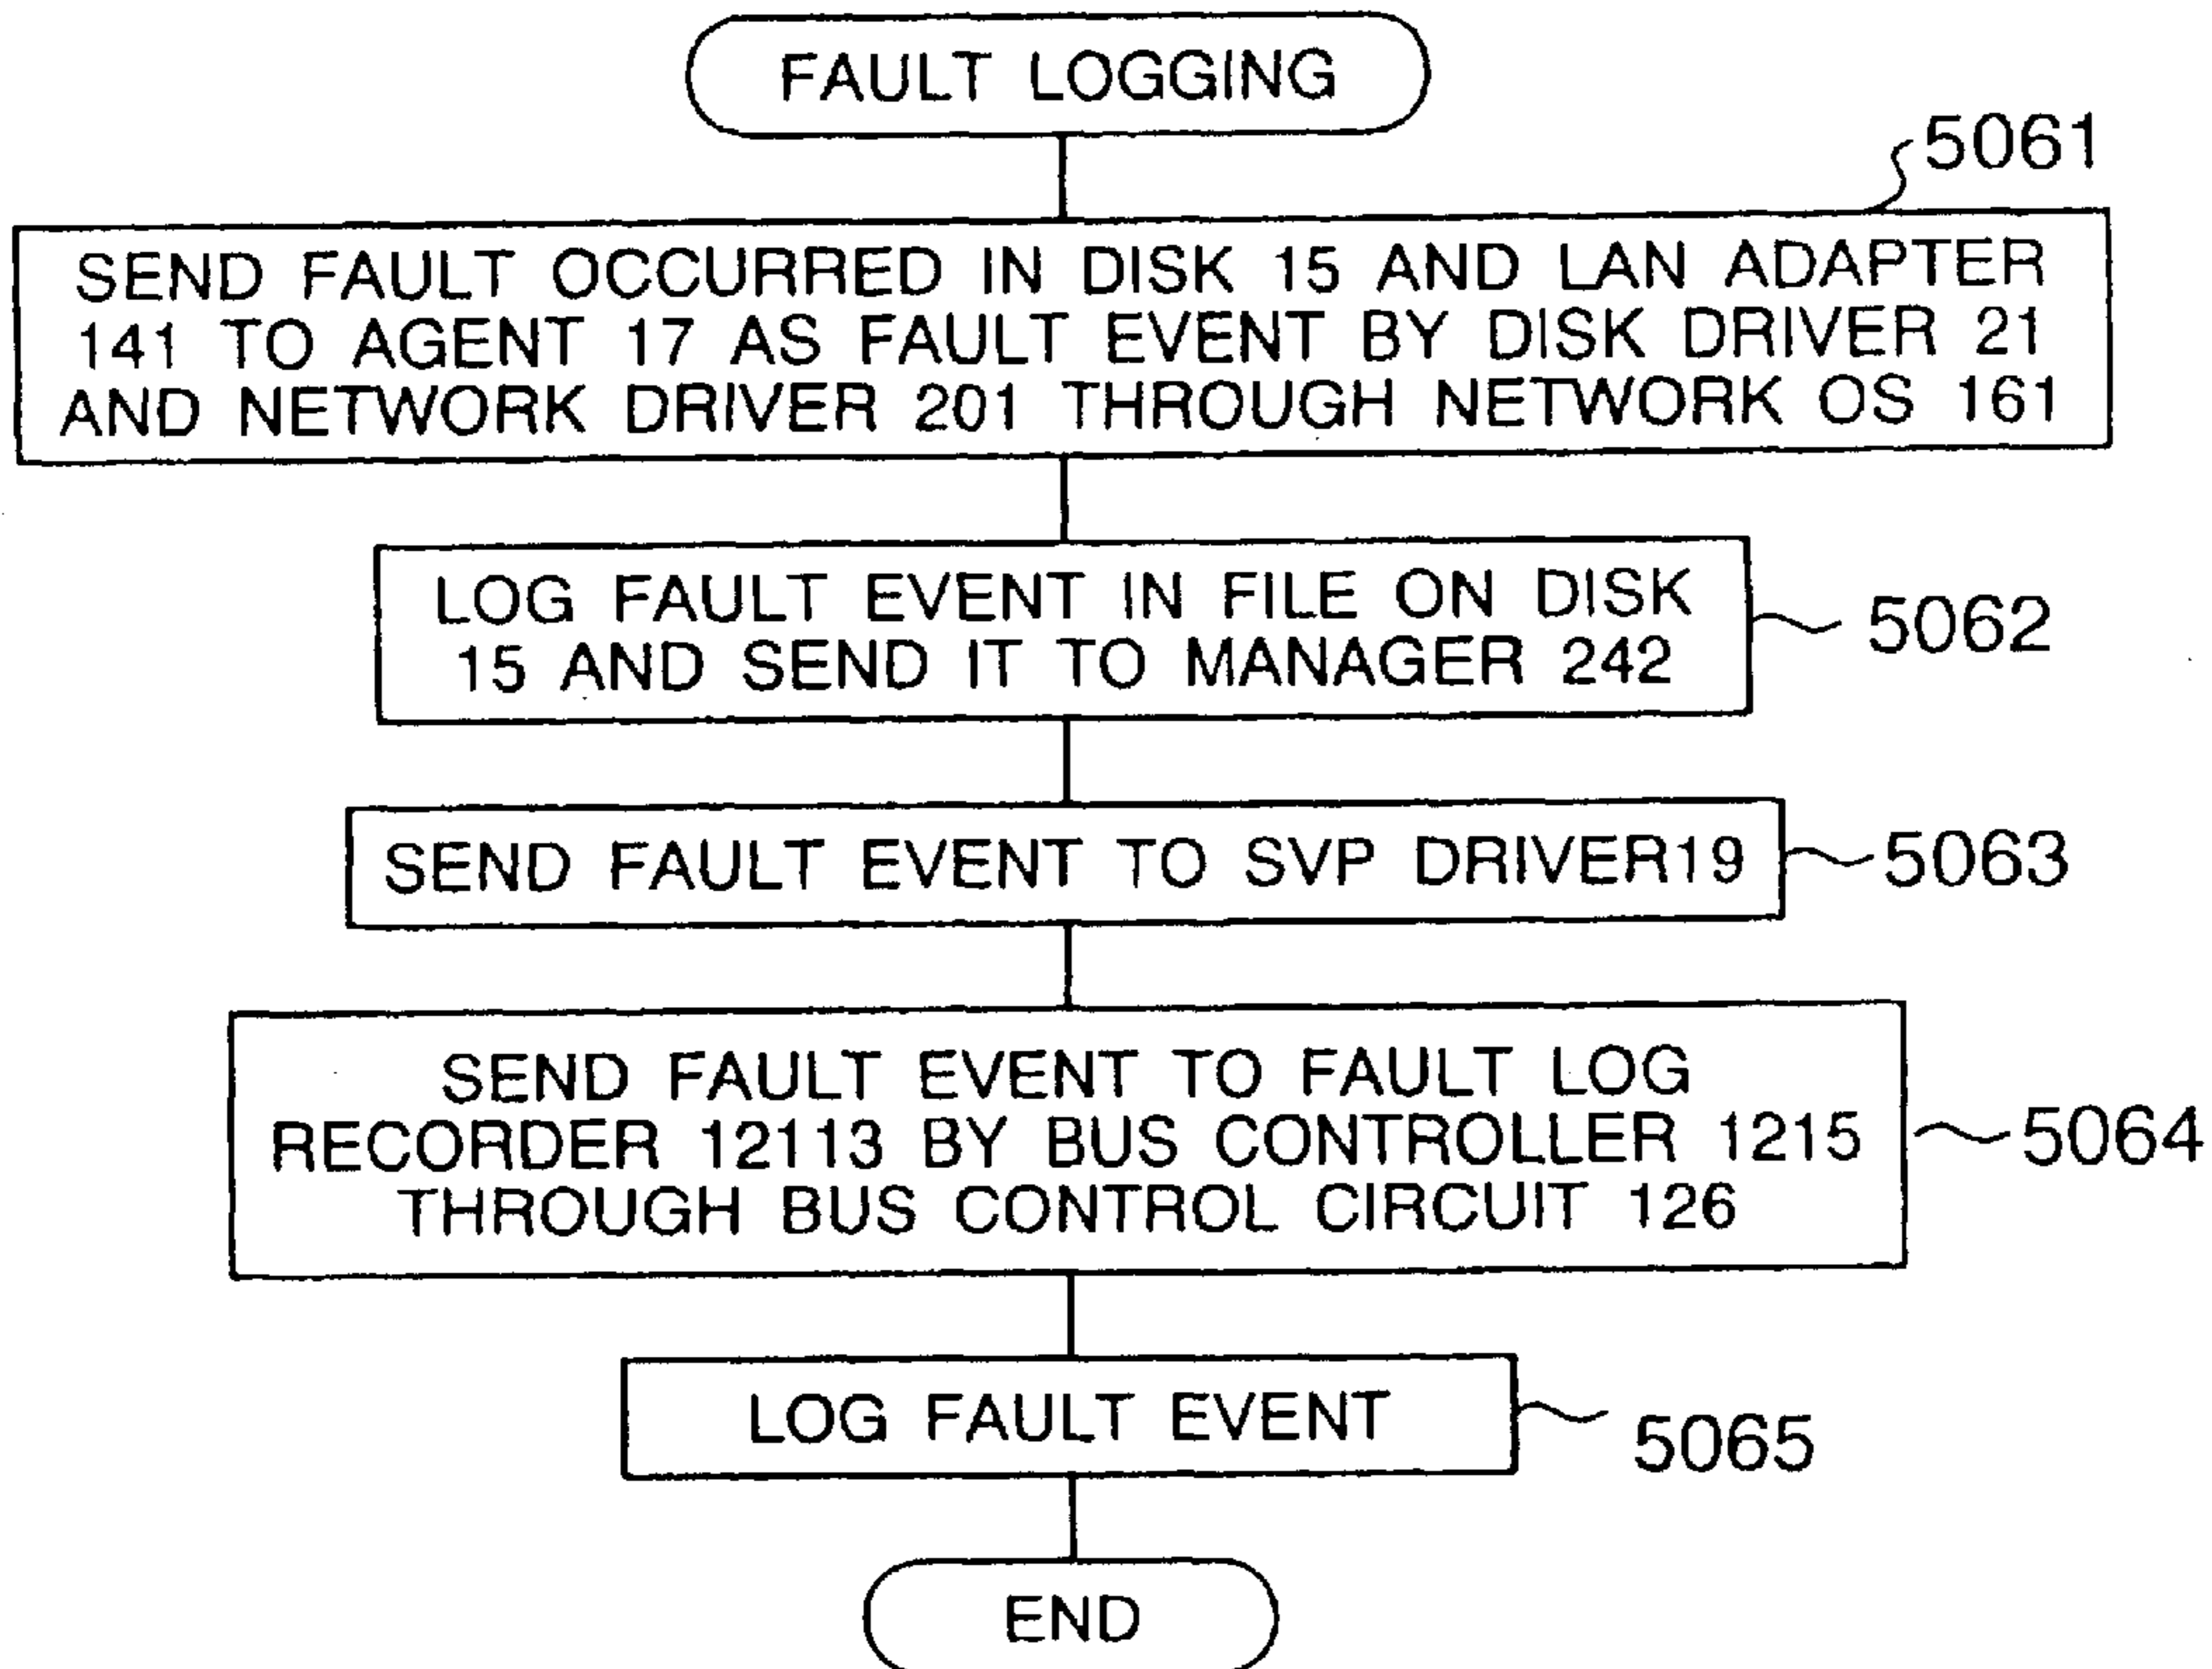 FAULT LOGGING
5061
SEND FAULT OCCURRED IN DISK 15 AND LAN ADAPTER
141 TO AGENT 17 AS FAULT EVENT BY DISK DRIVER 21
AND NETWORK DRIVER 201 THROUGH NETWORK OS 161
LOG FAULT EVENT IN FILE ON DISK
15 AND SEND IT TO MANAGER 242
5062
SEND FAULT EVENT TO SVP DRIVER19
5063
SEND FAULT EVENT TO FAULT LOG
RECORDER 12113 BY BUS CONTROLLER 1215
THROUGH BUS CONTROL CIRCUIT 126
5064
LOG FAULT EVENT
5065
END